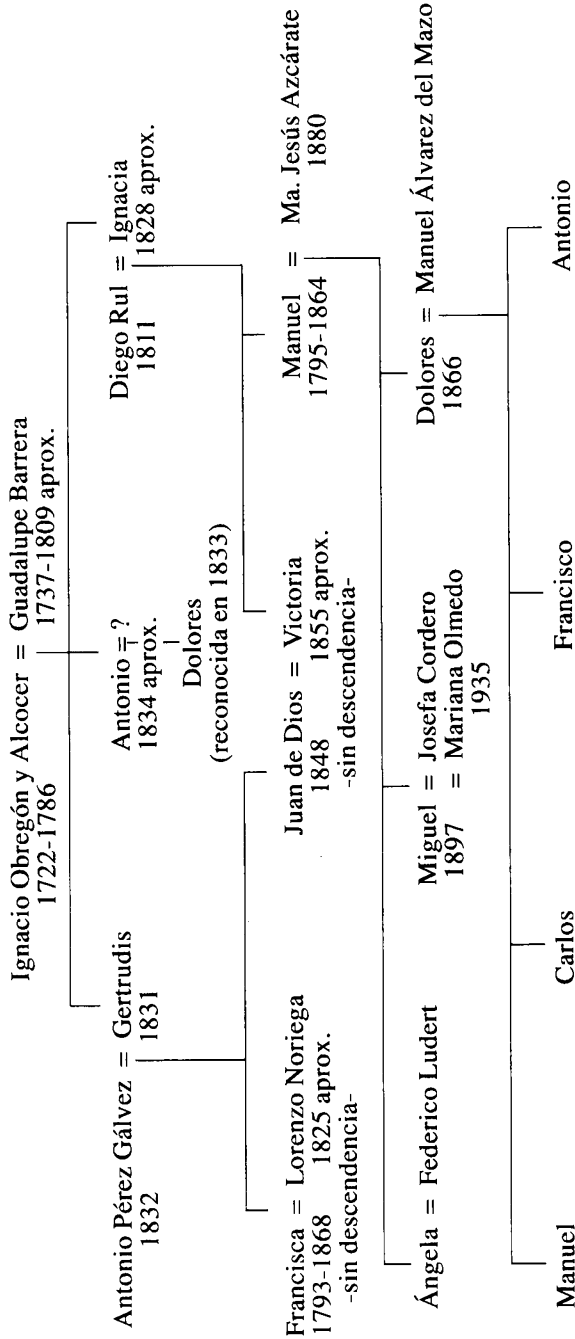 Ignacio Obregón y Alcocer = Guadalupe Barrera
1722-1786 1737-1809 aprox.
Antonio Pérez Gálvez = Gertrudis
1832 1831
Antonio = ?
1834 aprox.
Dolores
(reconocida en 1833)
Diego Rul = Ignacia
1811 1828 aprox.
Francisca = Lorenzo Noriega
1793-1868 1825 aprox.
-sin descendencia-
Juan de Dios = Victoria
1848 1855 aprox.
-sin descendencia-
Manuel = Ma. Jesús Azcárate
1795-1864 1880
Ángela = Federico Ludert
Miguel = Josefa Cordero
1897 = Mariana Olmedo
1935
Dolores = Manuel Álvarez del Mazo
1866
Manuel
Carlos
Francisco
Antonio